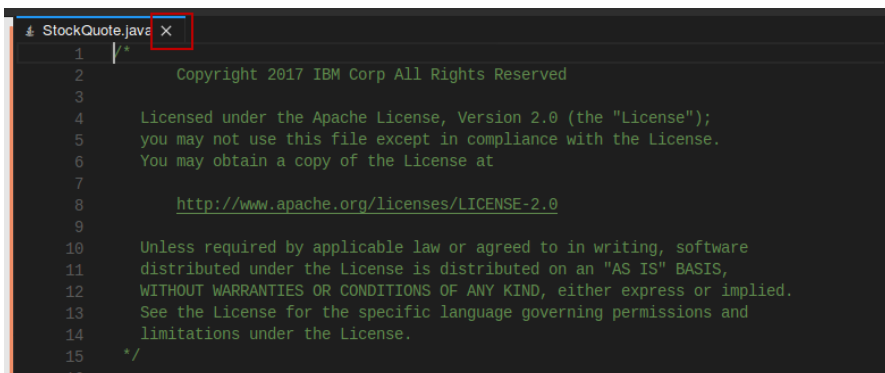 StockQuote.java ×
1 /*
2 Copyright 2017 IBM Corp All Rights Reserved
3
4 Licensed under the Apache License, Version 2.0 (the "License");
5 you may not use this file except in compliance with the License.
6 You may obtain a copy of the License at
7
8 http://www.apache.org/licenses/LICENSE-2.0
9
10 Unless required by applicable law or agreed to in writing, software
11 distributed under the License is distributed on an "AS IS" BASIS,
12 WITHOUT WARRANTIES OR CONDITIONS OF ANY KIND, either express or implied.
13 See the License for the specific language governing permissions and
14 limitations under the License.
15 */